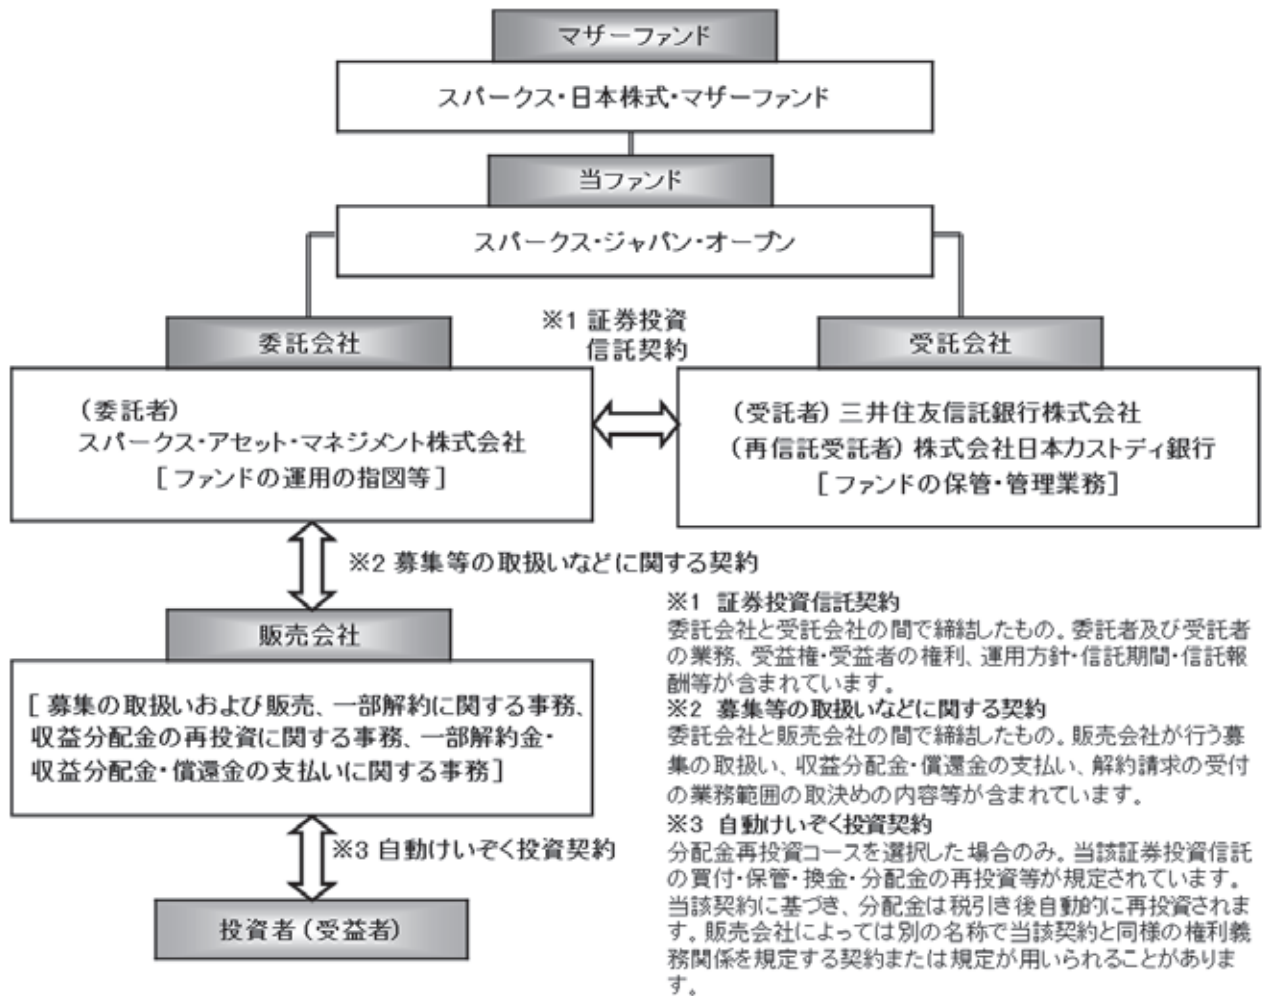 マザーファンド
スパークス・日本株式・マザーファンド
当ファンド
スパークス・ジャパン・オープン
委託会社
※1 証券投資
信託契約
受託会社
（委託者）
スパークス・アセット・マネジメント株式会社
［ファンドの運用の指図等］
（受託者）三井住友信託銀行株式会社
（再信託受託者）株式会社日本カストディ銀行
［ファンドの保管・管理業務］
※2 募集等の取扱いなどに関する契約
販売会社
［募集の取扱いおよび販売、一部解約に関する事務、
収益分配金の再投資に関する事務、一部解約金・
収益分配金・償還金の支払いに関する事務］
※3 自動けいぞく投資契約
投資者（受益者）
※1 証券投資信託契約
委託会社と受託会社の間で締結したもの。委託者及び受託者
の業務、受益権・受益者の権利、運用方針・信託期間・信託報
酬等が含まれています。
※2 募集等の取扱いなどに関する契約
委託会社と販売会社の間で締結したもの。販売会社が行う募
集の取扱い、収益分配金・償還金の支払い、解約請求の受付
の業務範囲の取決めの内容等が含まれています。
※3 自動けいぞく投資契約
分配金再投資コースを選択した場合のみ。当該証券投資信託
の買付・保管・換金・分配金の再投資等が規定されています。
当該契約に基づき、分配金は税引き後自動的に再投資されま
す。販売会社によっては別の名称で当該契約と同様の権利義
務関係を規定する契約または規定が用いられることがありま
す。